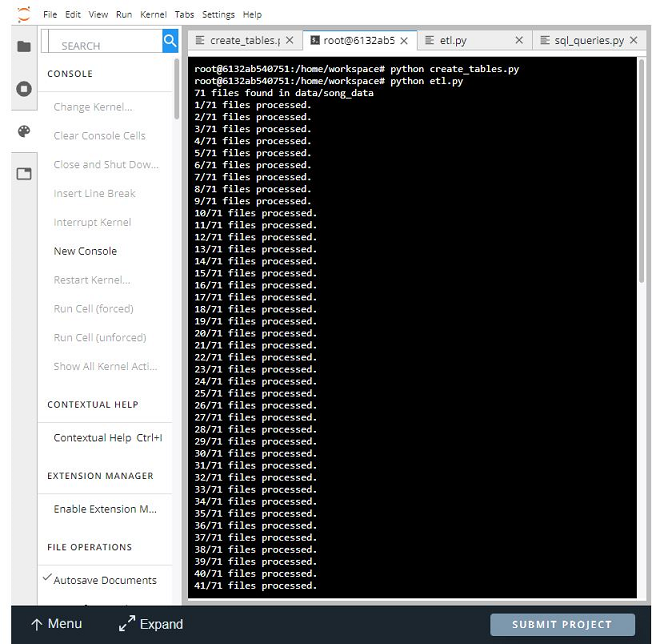 File Edit View Run Kernel Tabs Settings Help
SEARCH
create_tables.p
root@6132ab5
etl.py
sql_queries.py
CONSOLE
Change Kernel...
Clear Console Cells
Close and Shut Dow...
Insert Line Break
Interrupt Kernel
New Console
Restart Kernel...
Run Cell (forced)
Run Cell (unforced)
Show All Kernel Acti...
CONTEXTUAL HELP
Contextual Help Ctrl+I
EXTENSION MANAGER
Enable Extension M...
FILE OPERATIONS
Autosave Documents
root@6132ab540751:/home/workspace# python create_tables.py
root@6132ab540751:/home/workspace# python etl.py
71 files found in data/song_data
1/71 files processed.
2/71 files processed.
3/71 files processed.
4/71 files processed.
5/71 files processed.
6/71 files processed.
7/71 files processed.
8/71 files processed.
9/71 files processed.
10/71 files processed.
11/71 files processed.
12/71 files processed.
13/71 files processed.
14/71 files processed.
15/71 files processed.
16/71 files processed.
17/71 files processed.
18/71 files processed.
19/71 files processed.
20/71 files processed.
21/71 files processed.
22/71 files processed.
23/71 files processed.
24/71 files processed.
25/71 files processed.
26/71 files processed.
27/71 files processed.
28/71 files processed.
29/71 files processed.
30/71 files processed.
31/71 files processed.
32/71 files processed.
33/71 files processed.
34/71 files processed.
35/71 files processed.
36/71 files processed.
37/71 files processed.
38/71 files processed.
39/71 files processed.
40/71 files processed.
41/71 files processed.
Menu
Expand
SUBMIT PROJECT